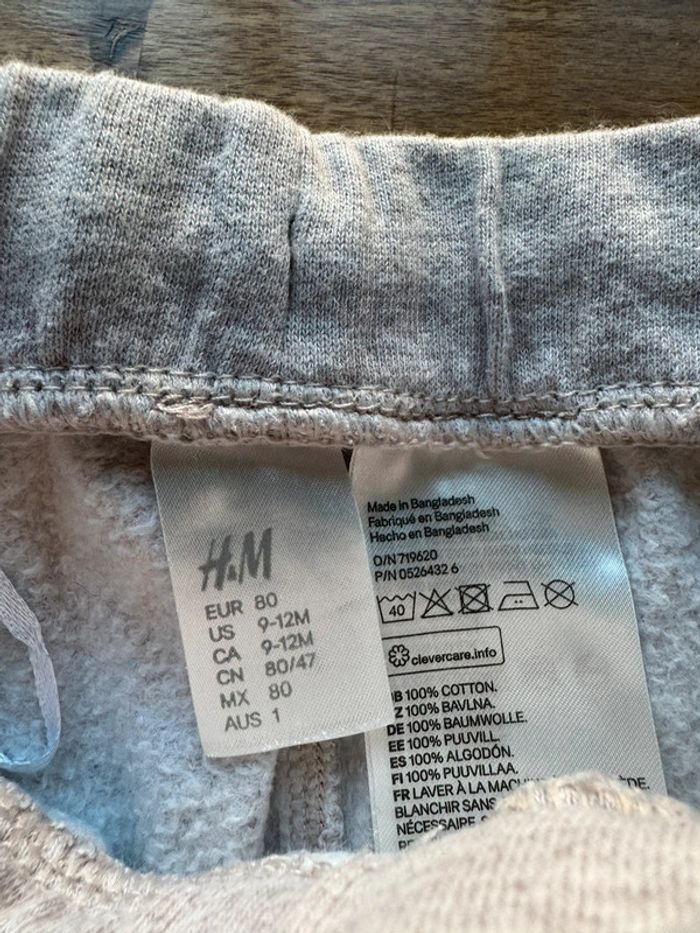 H&M
EUR 80
US 9-12M
CA 9-12M
CN 80/47
MX 80
AUS 1
Made in Bangladesh
Fabriqué en Bangladesh
Hecho en Bangladesh
O/N 719620
P/N 0526432 6
40
clevercare.info
100% COTTON.
100% BAVLNA.
DE 100% BAUMWOLLE.
EE 100% PUUVILL.
ES 100% ALGODÓN.
FI 100% PUUVILLAA.
FR LAVER À LA
BLANCHIR SANS
NÉCESSAIRE